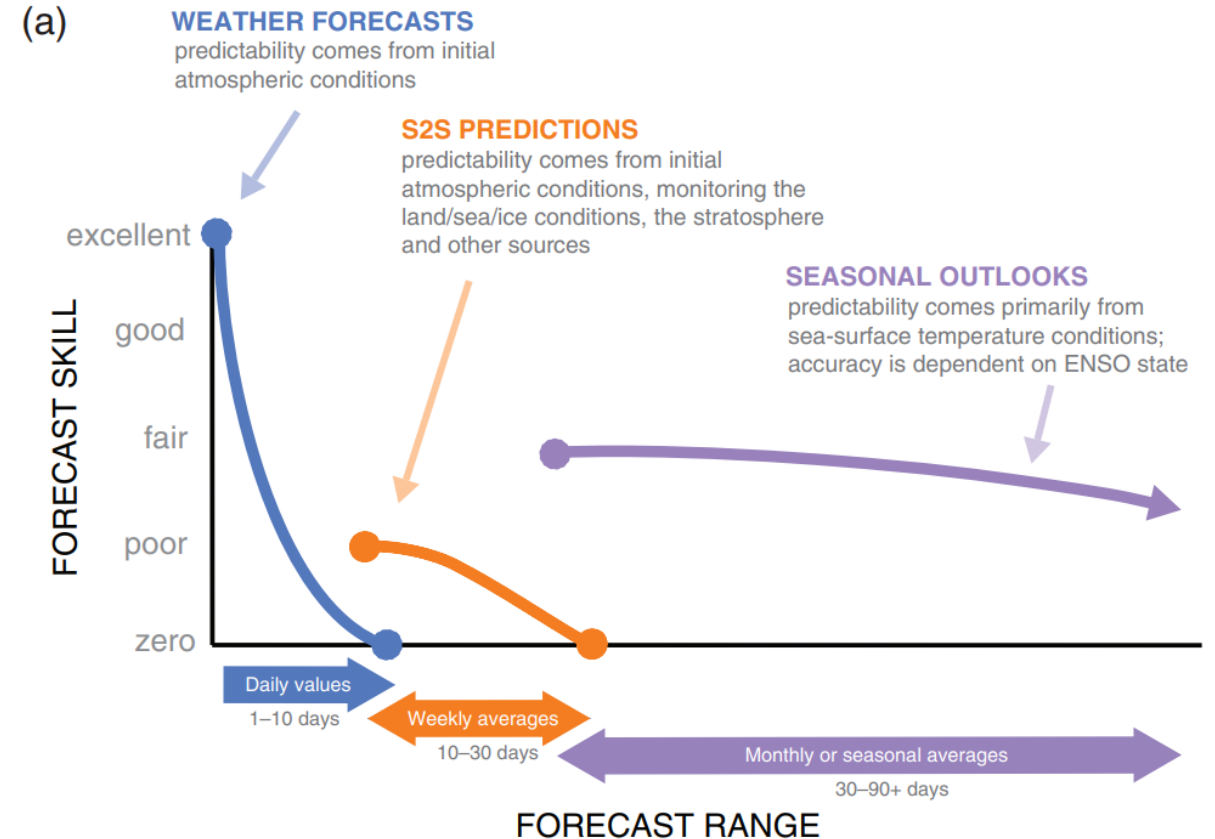 (a)
WEATHER FORECASTS
predictability comes from initial
atmospheric conditions
S2S PREDICTIONS
predictability comes from initial
atmospheric conditions, monitoring the
land/sea/ice conditions, the stratosphere
and other sources
SEASONAL OUTLOOKS
predictability comes primarily from
sea-surface temperature conditions;
accuracy is dependent on ENSO state
FORECAST SKILL
excellent
good
fair
poor
zero
Daily values
1–10 days
Weekly averages
10–30 days
Monthly or seasonal averages
30–90+ days
FORECAST RANGE